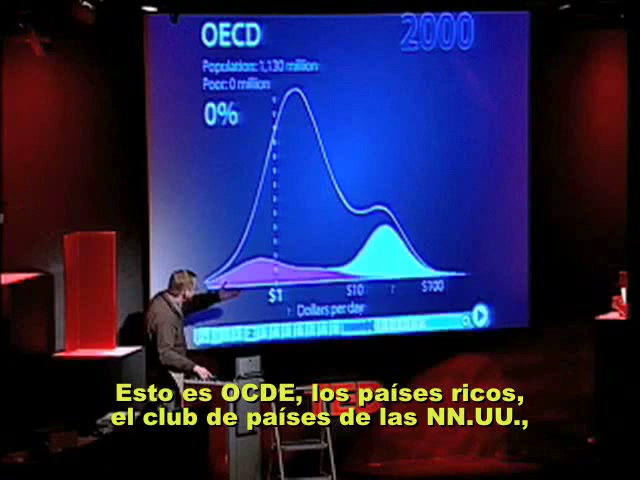 OECD
2000
Population: 1,130 million
Poor: 0 million
0%
$1
$10
$100
Dollars per day
TED
Esto es OCDE, los países ricos,
el club de países de las NN.UU.,